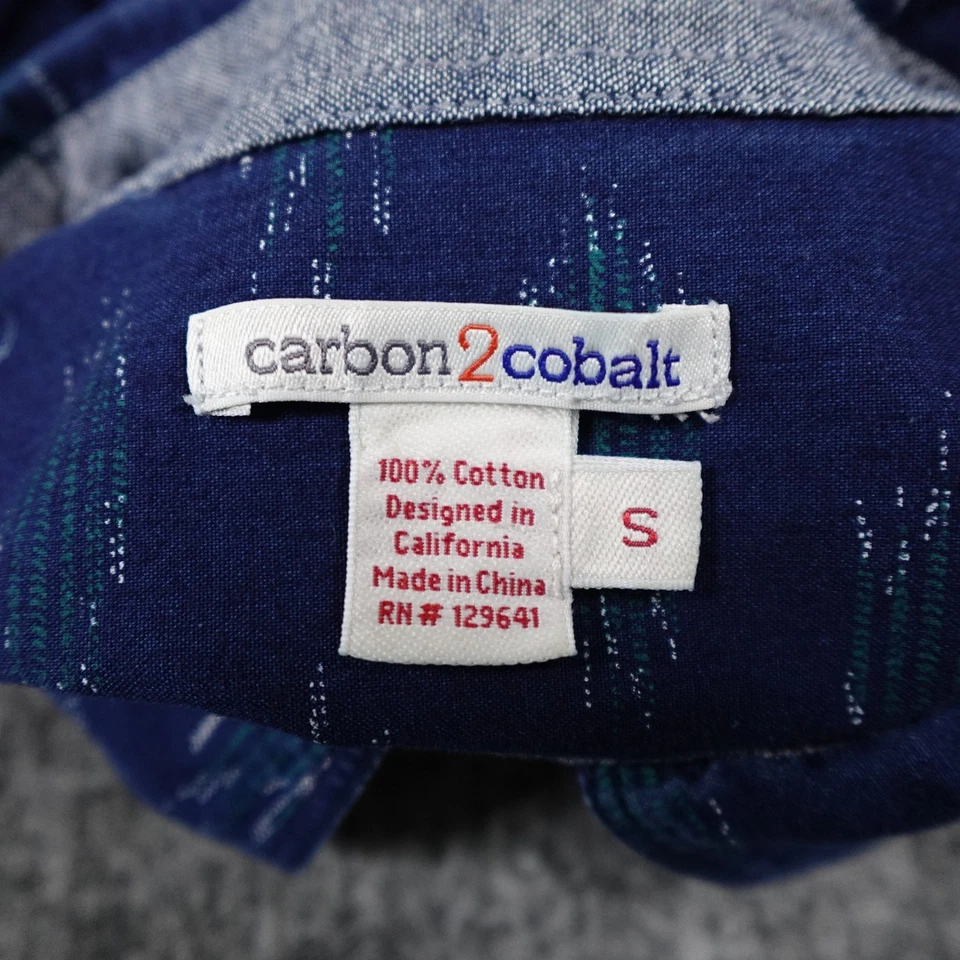 carbon2cobalt
100% Cotton
Designed in
California
Made in China
RN# 129641
S